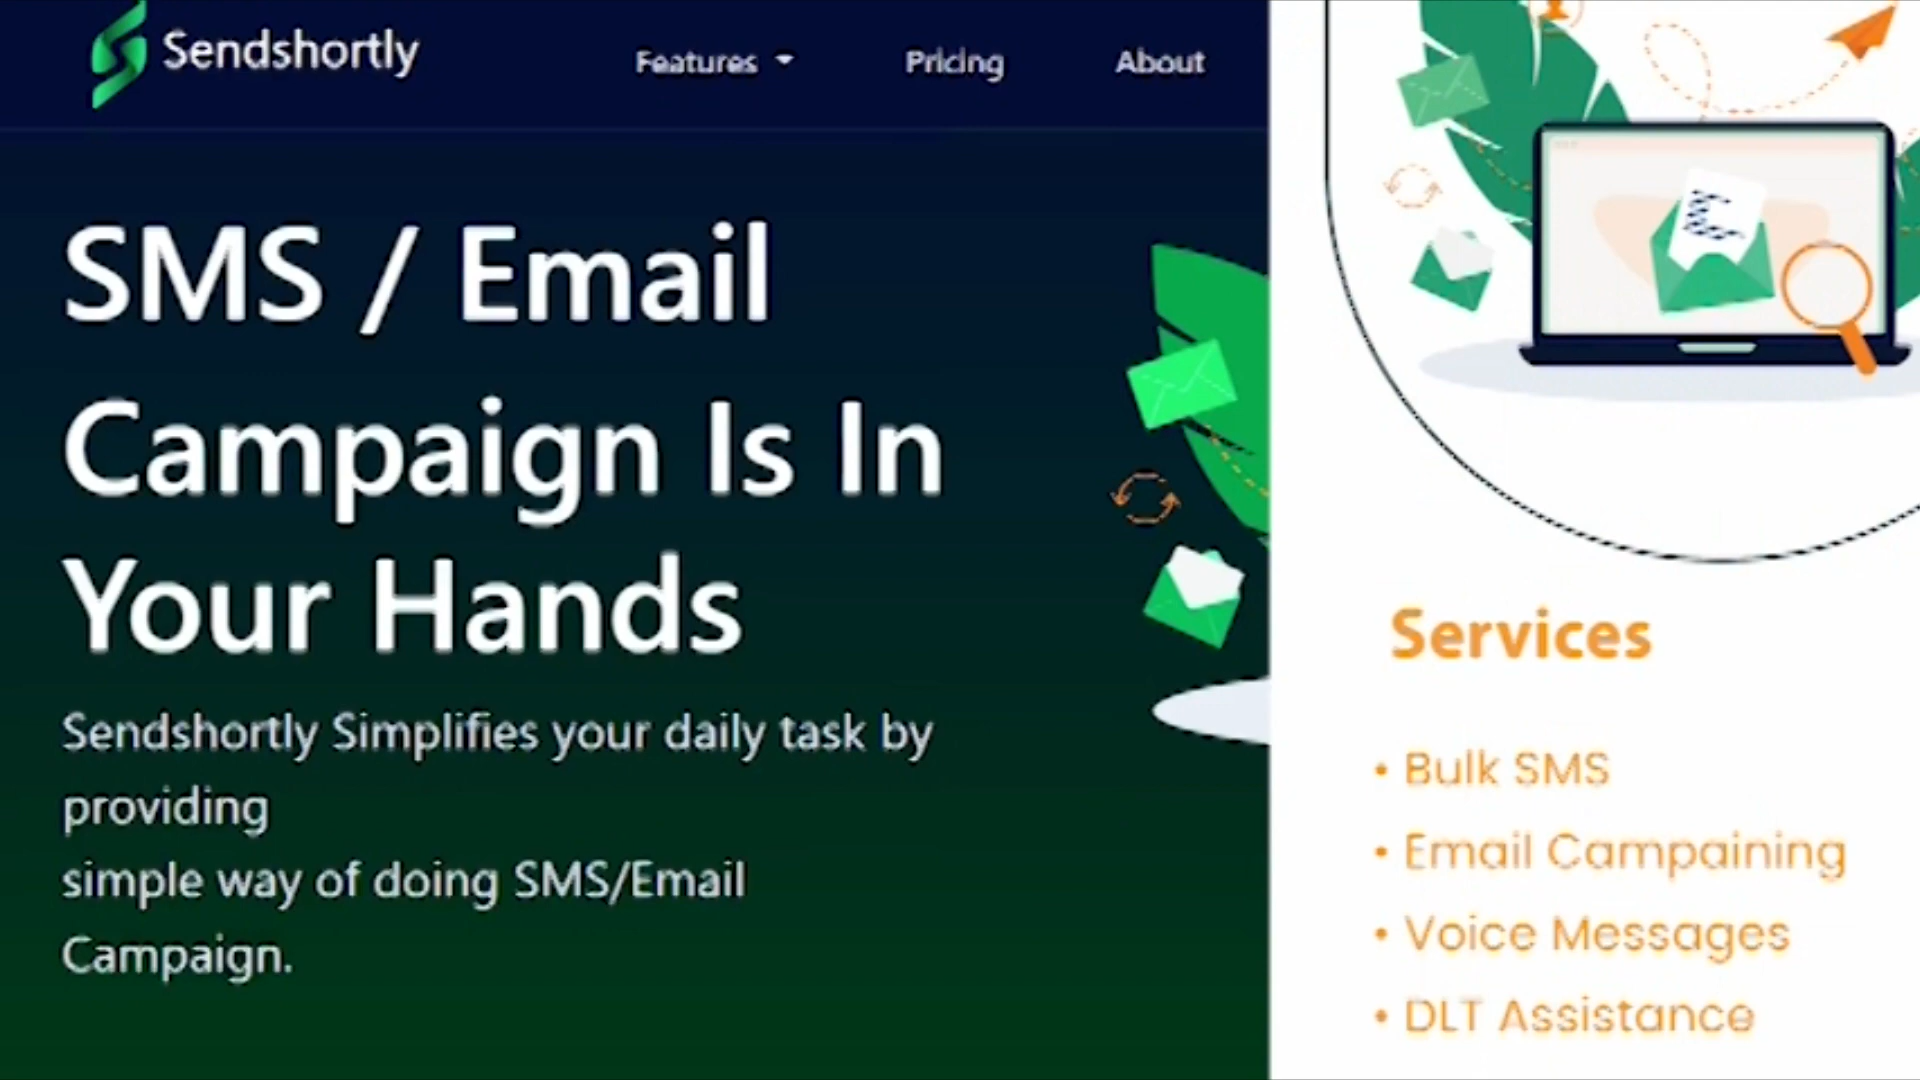 Sendshortly
Features
Pricing
About
SMS / Email
Campaign Is In
Your Hands
Sendshortly Simplifies your daily task by
providing
simple way of doing SMS/Email
Campaign.
Services
• Bulk SMS
• Email Campaining
• Voice Messages
• DLT Assistance